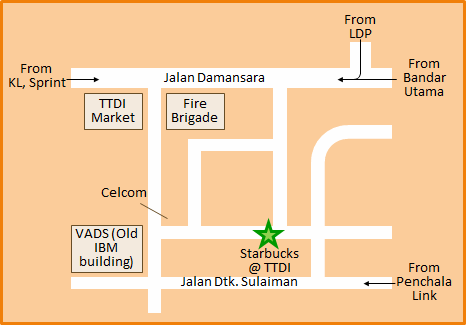 From
LDP
From
KL, Sprint
Jalan Damansara
From
Bandar
Utama
TTDI
Market
Fire
Brigade
Celcom
VADS (Old
IBM
building)
Starbucks
@ TTDI
Jalan Dtk. Sulaiman
From
Penchala
Link